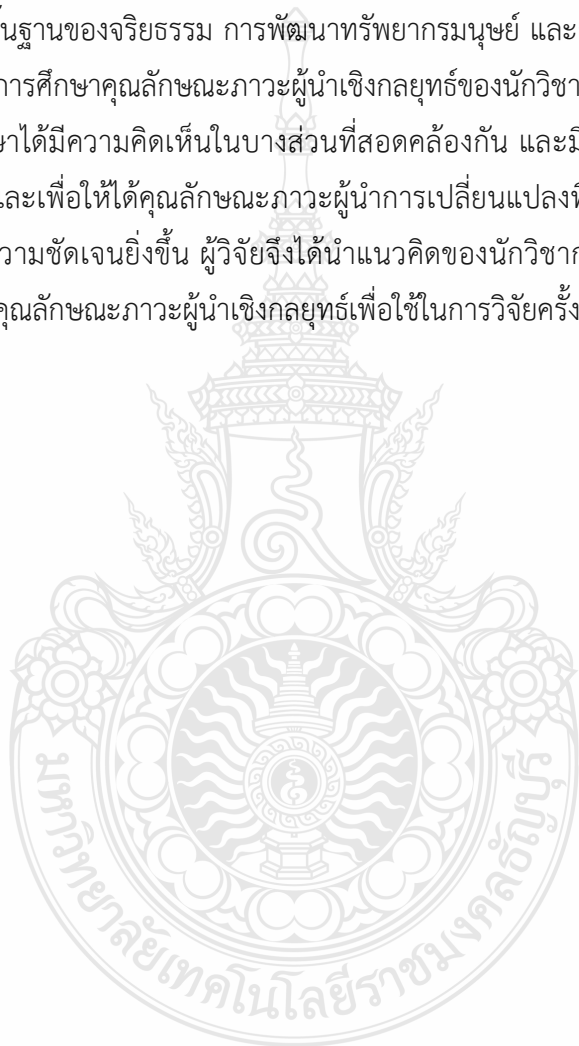 ื้นฐานของจริยธรรม การพัฒนาทรัพยากรมนุษย์ และ
การศึกษาคุณลักษณะภาวะผู้นำเชิงกลยุทธ์ของนักวิชา
ษาได้มีความคิดเห็นในบางส่วนที่สอดคล้องกัน และมี
และเพื่อให้ได้คุณลักษณะภาวะผู้นำการเปลี่ยนแปลงที
ความชัดเจนยิ่งขึ้น ผู้วิจัยจึงได้นำแนวคิดของนักวิชาก
คุณลักษณะภาวะผู้นำเชิงกลยุทธ์เพื่อใช้ในการวิจัยครั้ง
มหาวิทยาลัยเทคโนโลยีราชมงคลธัญบุรี